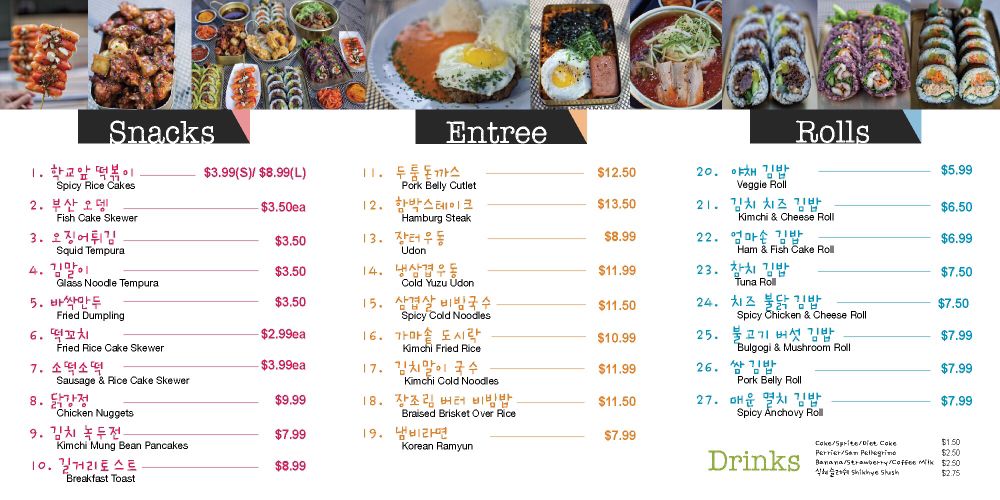 Snacks
1. 학교앞 떡볶이 $3.99(S)/ $8.99(L)
Spicy Rice Cakes
2. 부산 오뎅 $3.50ea
Fish Cake Skewer
3. 오징어튀김 $3.50
Squid Tempura
4. 김말이 $3.50
Glass Noodle Tempura
5. 바싹만두 $3.50
Fried Dumpling
6. 떡꼬치 $2.99ea
Fried Rice Cake Skewer
7. 소떡소떡 $3.99ea
Sausage & Rice Cake Skewer
8. 닭강정 $9.99
Chicken Nuggets
9. 김치 녹두전 $7.99
Kimchi Mung Bean Pancakes
10. 길거리토스트 $8.99
Breakfast Toast
Entree
11. 두툼돈까스 $12.50
Pork Belly Cutlet
12. 함박스테이크 $13.50
Hamburg Steak
13. 장터우동 $8.99
Udon
14. 냉삼겹우동 $11.99
Cold Yuzu Udon
15. 삼겹살 비빔국수 $11.50
Spicy Cold Noodles
16. 가마솥 도시락 $10.99
Kimchi Fried Rice
17. 김치말이 국수 $11.99
Kimchi Cold Noodles
18. 장조림 버터 비빔밥 $11.50
Braised Brisket Over Rice
19. 냄비라면 $7.99
Korean Ramyun
Rolls
20. 야채 김밥 $5.99
Veggie Roll
21. 김치 치즈 김밥 $6.50
Kimchi & Cheese Roll
22. 엄마손 김밥 $6.99
Ham & Fish Cake Roll
23. 참치 김밥 $7.50
Tuna Roll
24. 치즈 불닭 김밥 $7.50
Spicy Chicken & Cheese Roll
25. 불고기 버섯 김밥 $7.99
Bulgogi & Mushroom Roll
26. 쌈 김밥 $7.99
Pork Belly Roll
27. 매운 멸치 김밥 $7.99
Spicy Anchovy Roll
Drinks
Coke/Sprite/Diet Coke $1.50
Perrier/San Pellegrino $2.50
Banana/Strawberry/Coffee Milk $2.50
식혜슬러쉬 Shikhye Slush $2.75